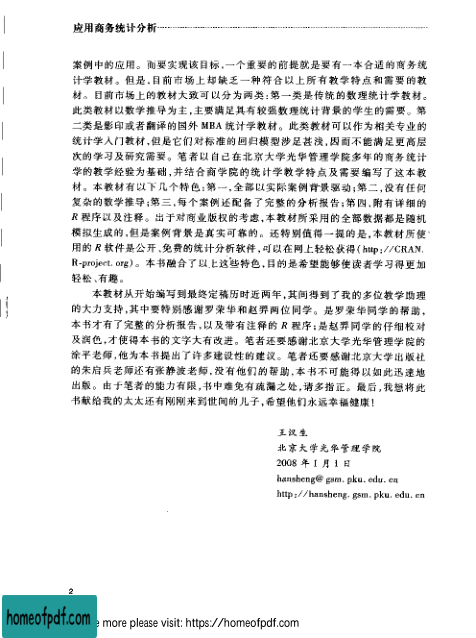 应用商务统计分析
案例中的应用。而要实现该目标,一个重要的前提就是要有一本合适的商务统
计学教材。但是,目前市场上却缺乏一种符合以上所有教学特点和需要的教
材。目前市场上的教材大致可以分为两类:第一类是传统的数理统计学教材。
此类教材以数学推导为主,主要满足具有较强数理统计背景的学生的需要。第
二类是影印或者翻译的国外 MBA 统计学教材。此类教材可以作为相关专业的
统计学入门教材,但是它们对标准的回归模型涉足甚浅,因而不能满足更高层
次的学习及研究需要。笔者以自己在北京大学光华管理学院多年的商务统计
学的教学经验为基础,并结合商学院的统计学教学特点及需要编写了这本教
材。本教材有以下几个特色:第一,全部以实际案例背景驱动;第二,没有任何
复杂的数学推导;第三,每个案例还配备了完整的分析报告;第四,附有详细的
R 程序以及注释。出于对商业版权的考虑,本教材所采用的全部数据都是随机
模拟生成的,但是案例背景是真实可靠的。还特别值得一提的是,本教材所使
用的 R 软件是公开、免费的统计分析软件,可以在网上轻松获得(http://CRAN.
R-project.org)。本书融合了以上这些特色,目的是希望能够使读者学习得更加
轻松、有趣。
本教材从开始编写到最终定稿历时近两年,其间得到了我的多位教学助理
的大力支持,其中要特别感谢罗荣华和赵羿两位同学。是罗荣华同学的帮助,
本书才有了完整的分析报告,以及带有注释的 R 程序;是赵羿同学的仔细校对
及润色,才使得本书的文字大有改进。笔者还要感谢北京大学光华管理学院的
涂平老师,他为本书提出了许多建设性的建议。笔者还要感谢北京大学出版社
的朱启兵老师还有张静波老师,没有他们的帮助,本书不可能得以如此迅速地
出版。由于笔者的能力有限,书中难免有疏漏之处,请多指正。最后,我想将此
书献给我的太太还有刚刚来到世间的儿子,希望他们永远幸福健康!
王汉生
北京大学光华管理学院
2008 年 1 月 1 日
hansheng@gsm.pku.edu.cn
http://hansheng.gsm.pku.edu.cn
2
homeofpdf.com
e more please visit: https://homeofpdf.com